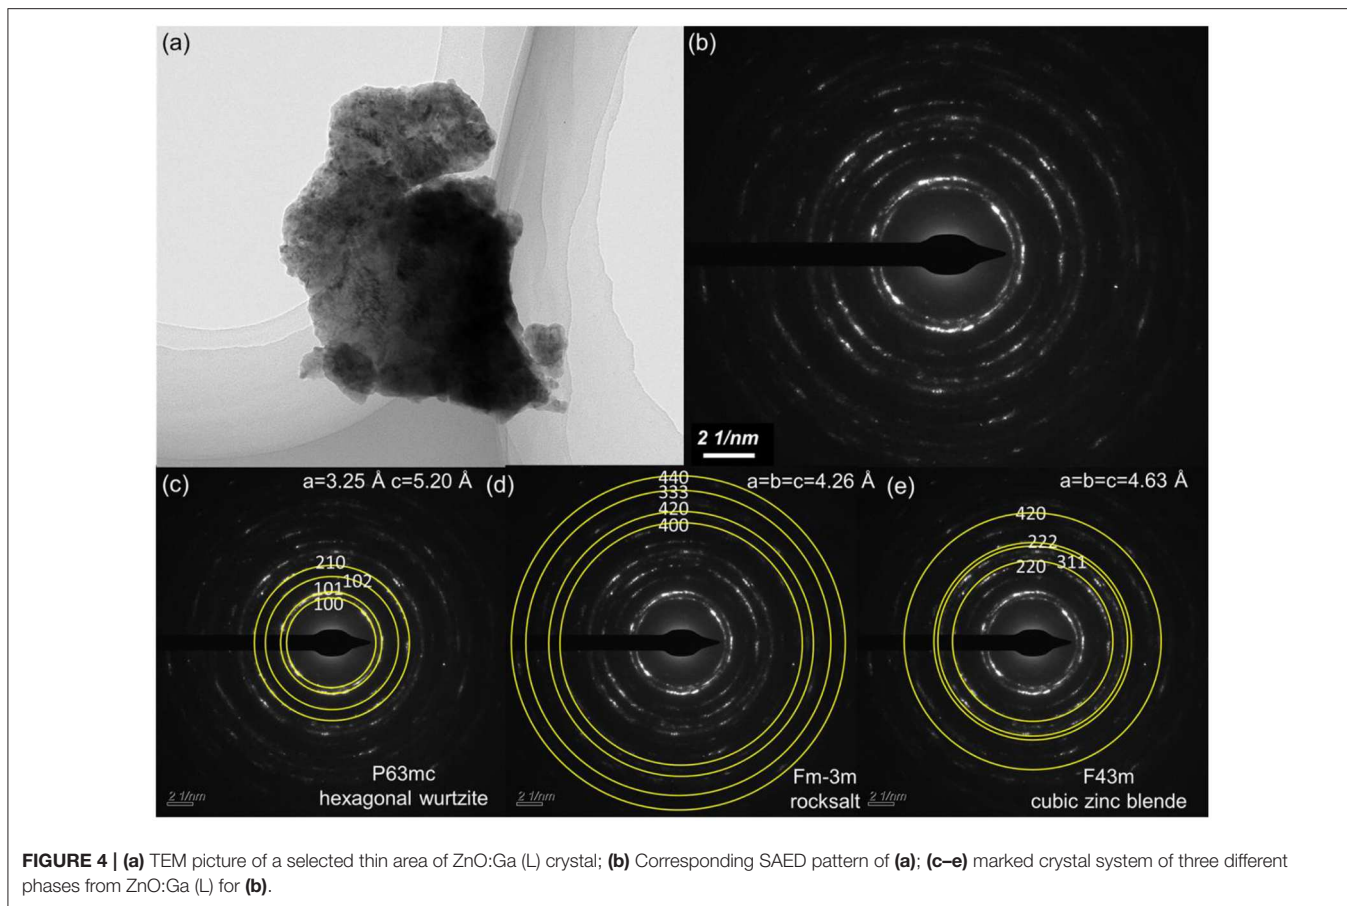 (a)
(b)
2 1/nm
(c)
a=3.25 Å c=5.20 Å
210
102
101
100
P63mc
hexagonal wurtzite
2 1/nm
(d)
a=b=c=4.26 Å
440
333
420
400
Fm-3m
rocksalt
2 1/nm
(e)
a=b=c=4.63 Å
420
222
311
220
F43m
cubic zinc blende
2 1/nm
FIGURE 4 | (a) TEM picture of a selected thin area of ZnO:Ga (L) crystal; (b) Corresponding SAED pattern of (a); (c–e) marked crystal system of three different
phases from ZnO:Ga (L) for (b).